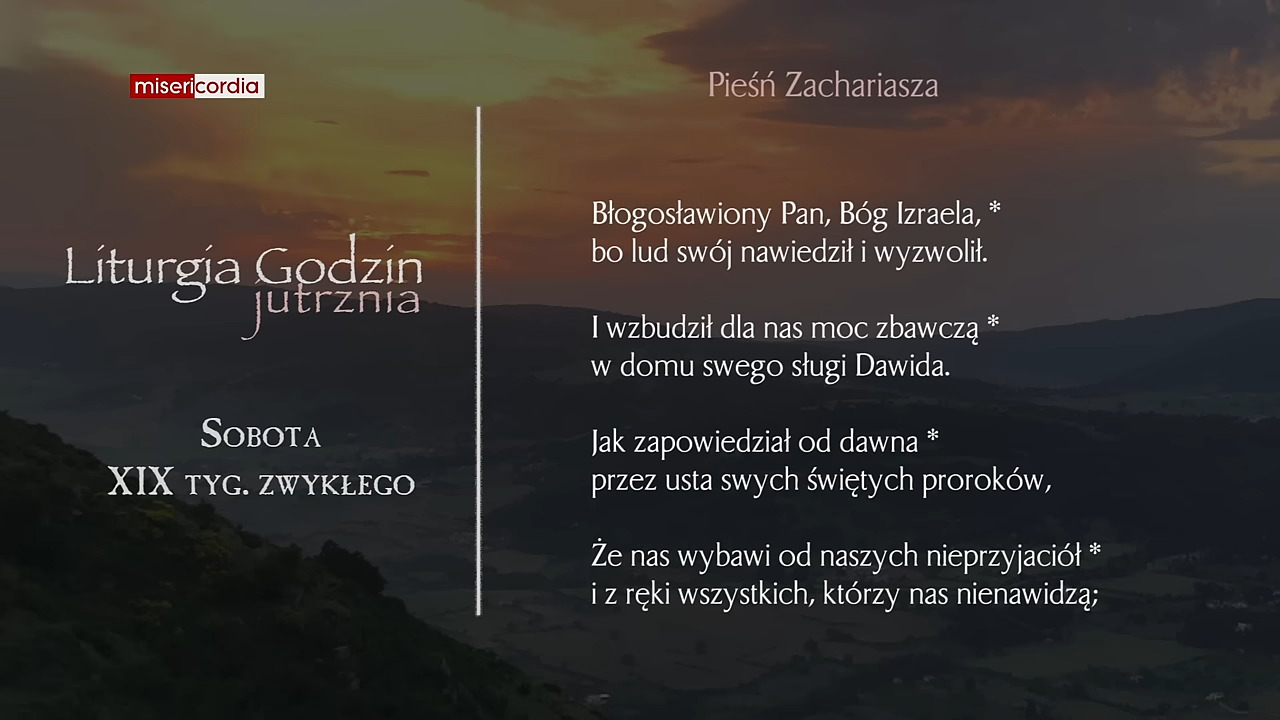 misericordia
Liturgia Godzin
jutrznia
Sobota
XIX tyg. zwykłego
Pieśń Zachariasza
Błogosławiony Pan, Bóg Izraela, *
bo lud swój nawiedził i wyzwolił.
I wzbudził dla nas moc zbawczą *
w domu swego sługi Dawida.
Jak zapowiedział od dawna *
przez usta swych świętych proroków,
Że nas wybawi od naszych nieprzyjaciół *
i z ręki wszystkich, którzy nas nienawidzą;